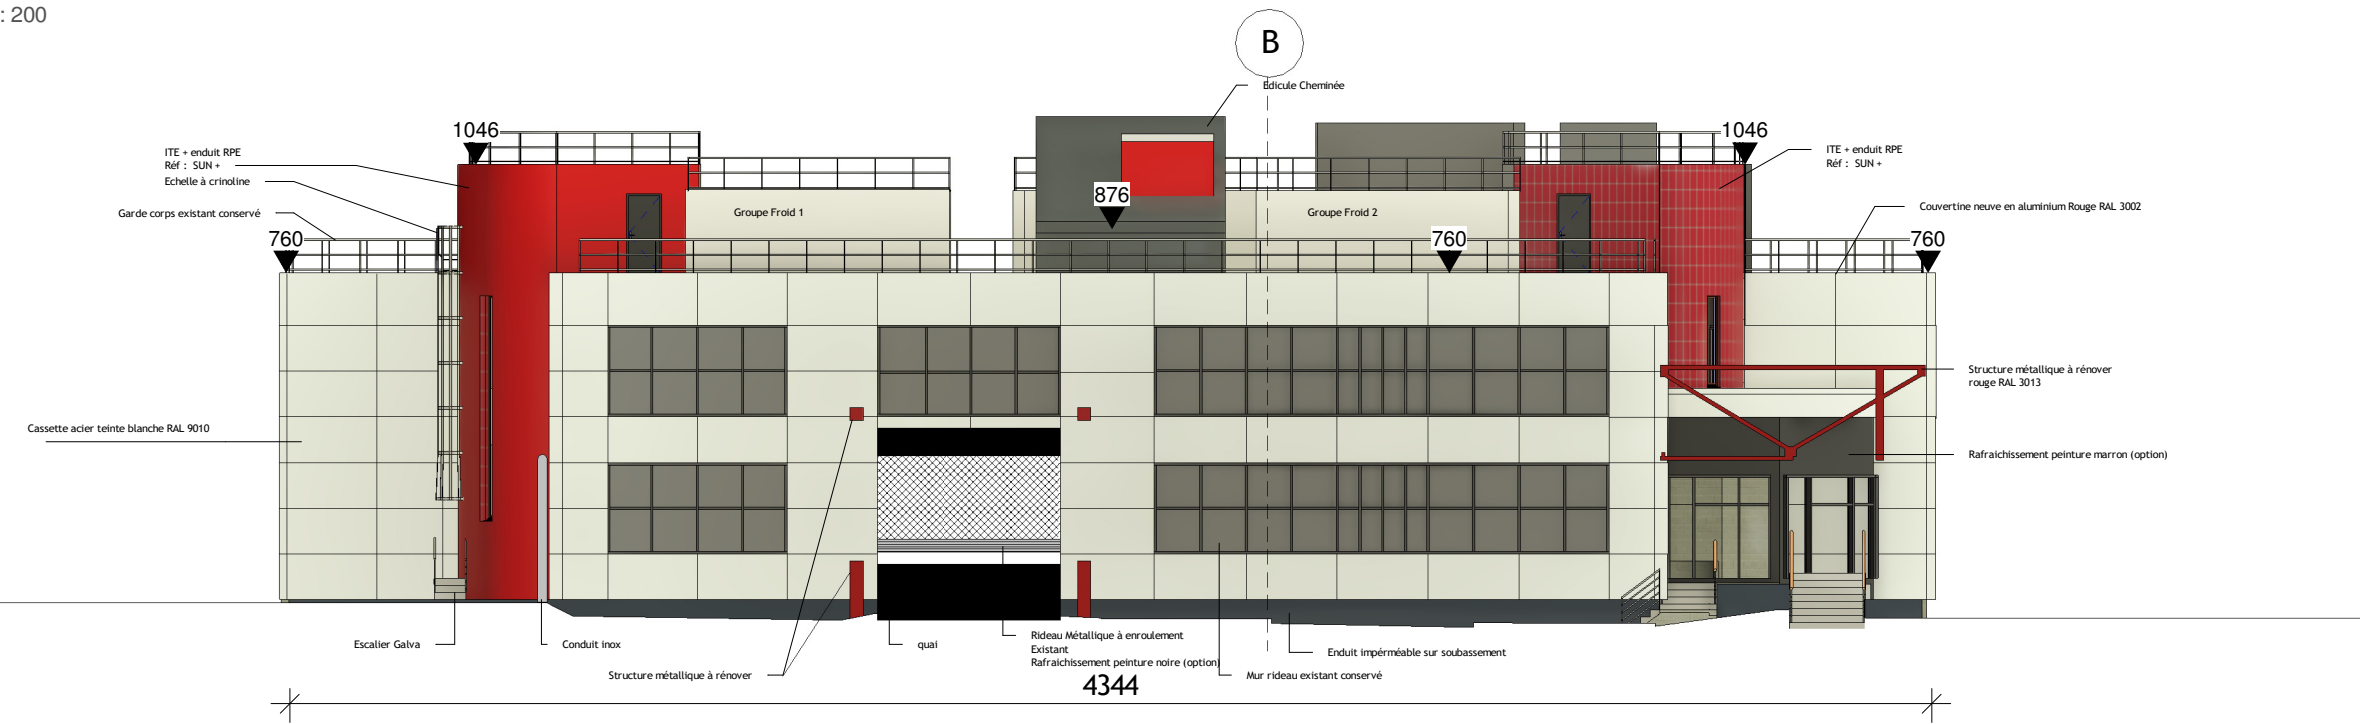 : 200
B
Edicule Cheminée
1046
1046
ITE + enduit RPE
Réf : SUN +
Echelle à crinoline
Garde corps existant conservé
ITE + enduit RPE
Réf : SUN +
876
Groupe Froid 1
Groupe Froid 2
Couvertine neuve en aluminium Rouge RAL 3002
760
760
760
Structure métallique à rénover
rouge RAL 3013
Cassette acier teinte blanche RAL 9010
Rafraichissement peinture marron (option)
Escalier Galva
Conduit inox
quai
Rideau Métallique à enroulement
Existant
Rafraichissement peinture noire (option)
Enduit impérméable sur soubassement
Structure métallique à rénover
Mur rideau existant conservé
4344